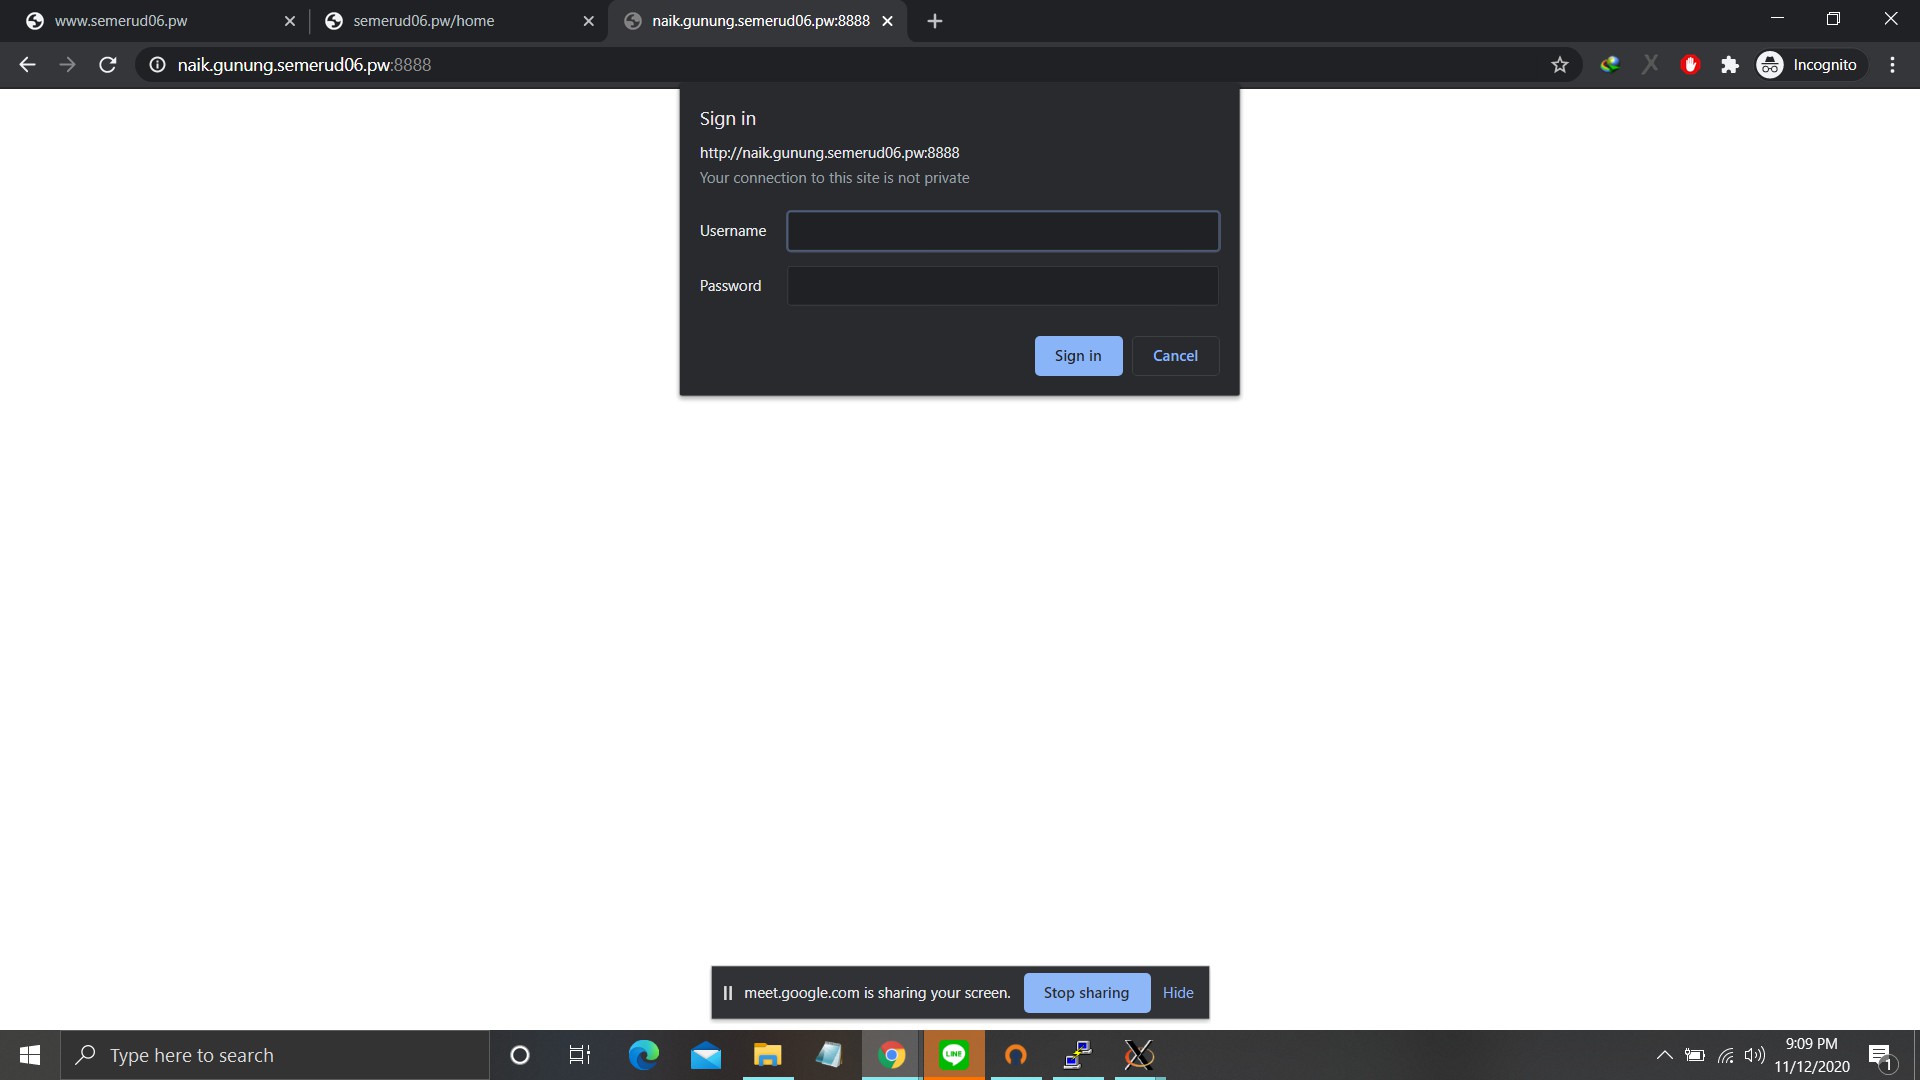 www.semerud06.pw
semerud06.pw/home
naik.gunung.semerud06.pw:8888
naik.gunung.semerud06.pw:8888
Incognito
Sign in
http://naik.gunung.semerud06.pw:8888
Your connection to this site is not private
Username
Password
Sign in
Cancel
meet.google.com is sharing your screen.
Stop sharing
Hide
Type here to search
LINE
9:09 PM
11/12/2020
1